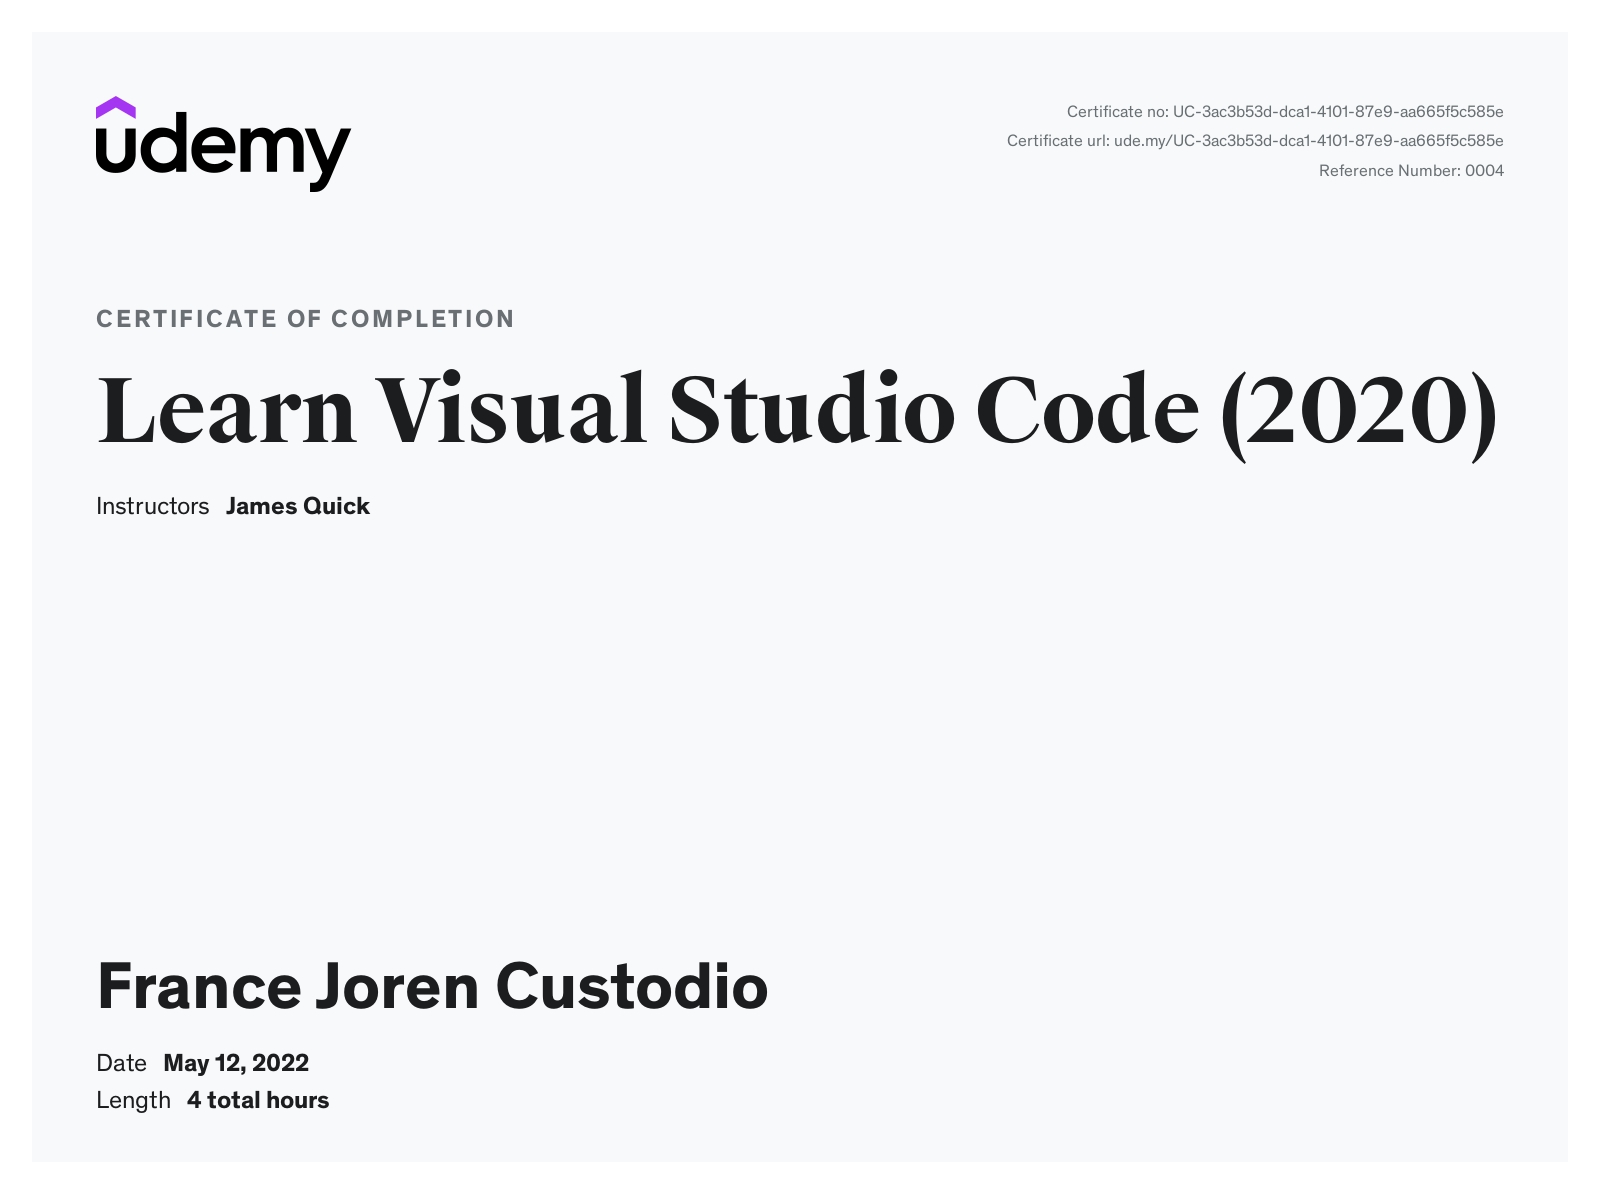 udemy
Certificate no: UC-3ac3b53d-dca1-4101-87e9-aa665f5c585e
Certificate url: ude.my/UC-3ac3b53d-dca1-4101-87e9-aa665f5c585e
Reference Number: 0004
CERTIFICATE OF COMPLETION
Learn Visual Studio Code (2020)
Instructors James Quick
France Joren Custodio
Date May 12, 2022
Length 4 total hours